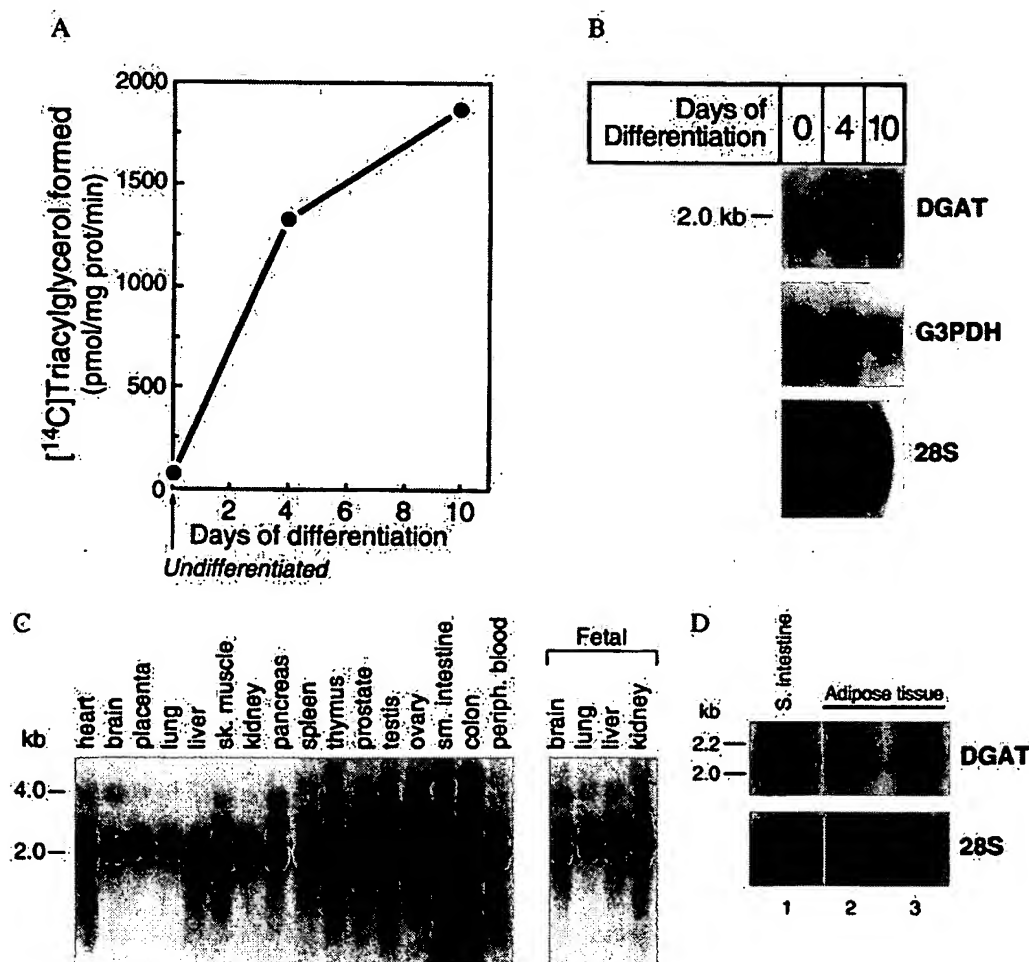 A
2000
1500
1000
500
0
[¹⁴C]Triacylglycerol formed
(pmol/mg prot/min)
2 4 6 8 10
Days of differentiation
Undifferentiated
B
Days of
Differentiation
0 4 10
2.0 kb
DGAT
G3PDH
28S
C
kb
heart
brain
placenta
lung
liver
sk. muscle
kidney
pancreas
spleen
thymus
prostate
testis
ovary
sm. intestine
colon
periph. blood
Fetal
brain
lung
liver
kidney
4.0
2.0
D
S. intestine
Adipose tissue
kb
2.2
2.0
DGAT
28S
1 2 3